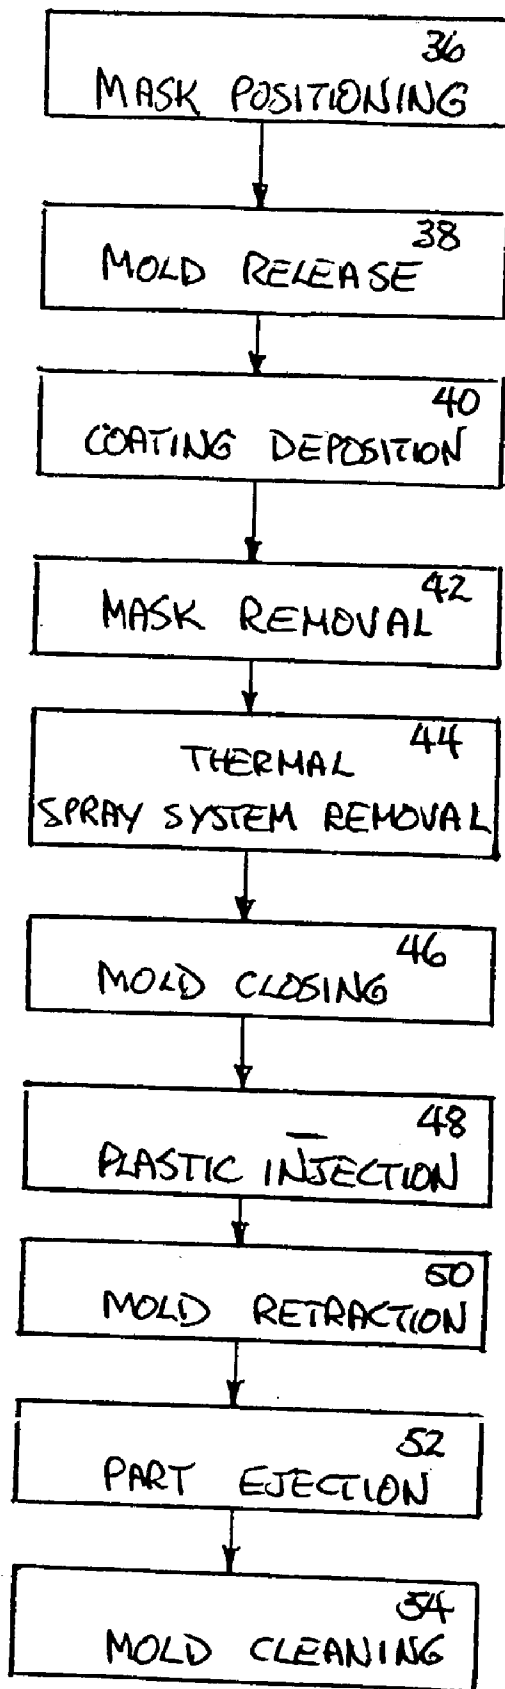 36
MASK POSITIONING
38
MOLD RELEASE
40
COATING DEPOSITION
42
MASK REMOVAL
44
THERMAL
SPRAY SYSTEM REMOVAL
46
MOLD CLOSING
48
PLASTIC INJECTION
50
MOLD RETRACTION
52
PART EJECTION
54
MOLD CLEANING